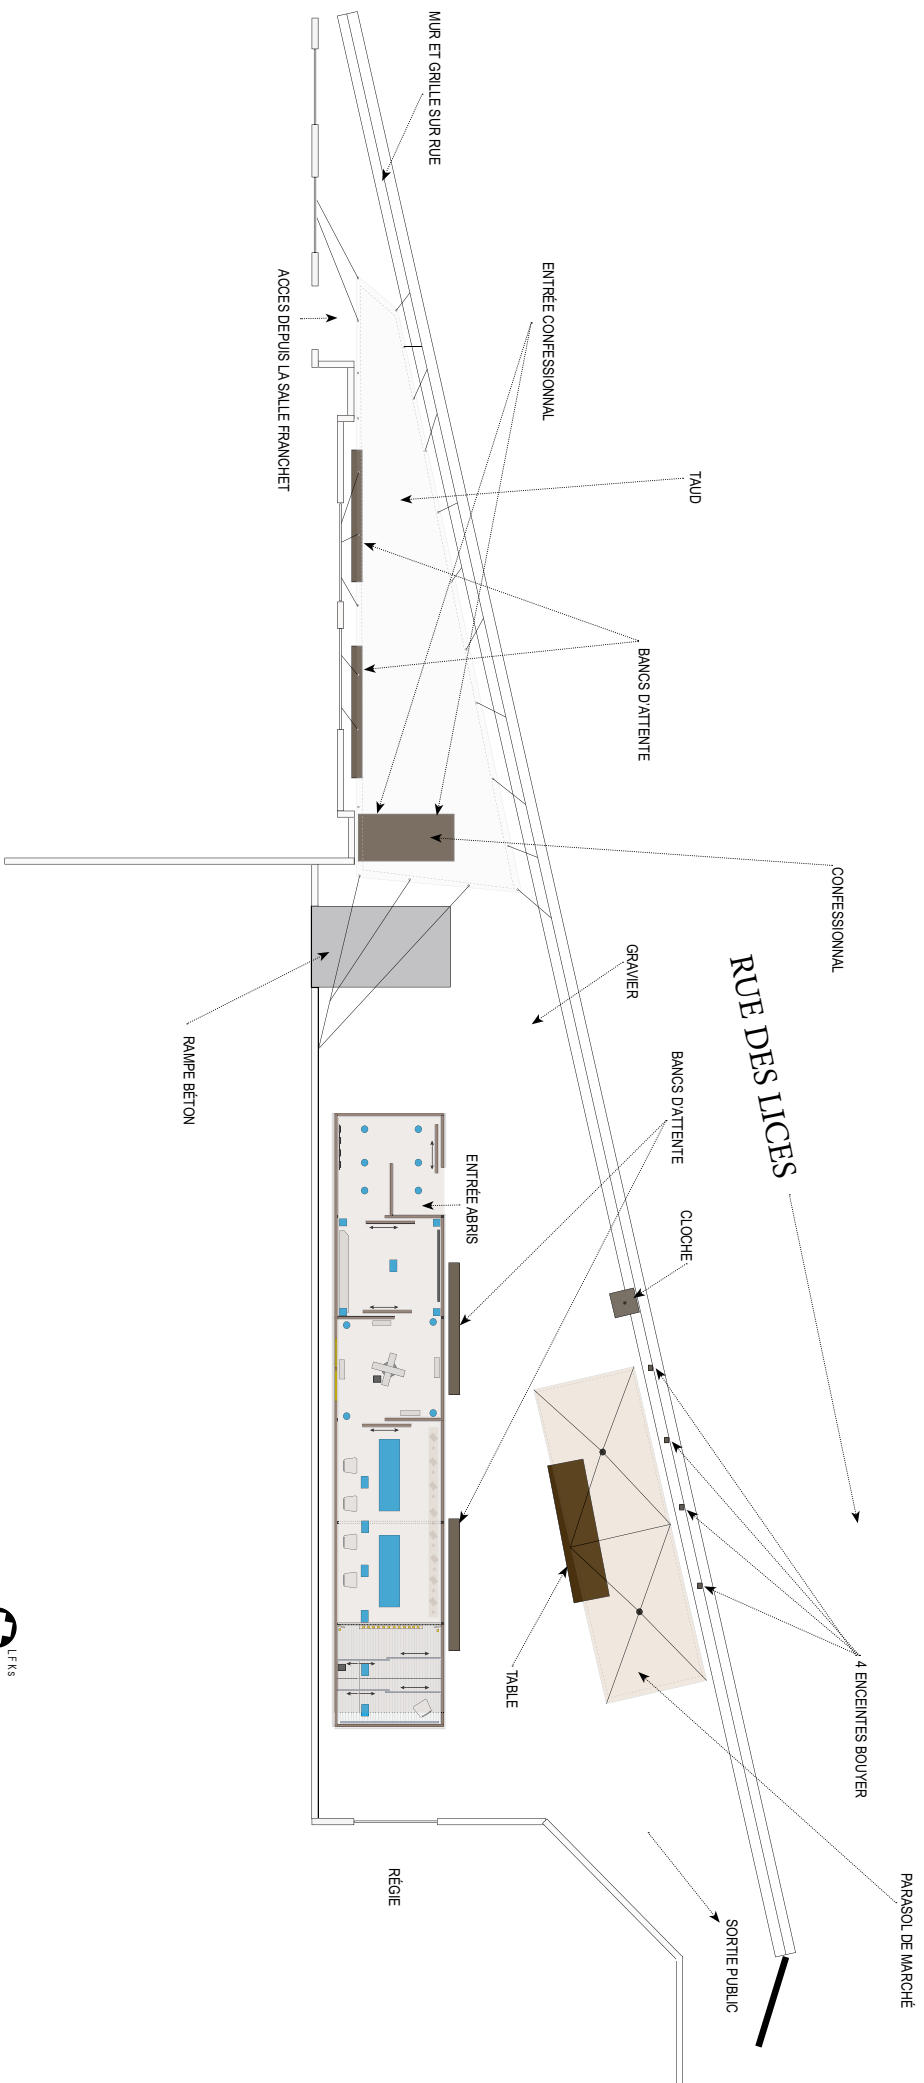 MUR ET GRILLE SUR RUE
ACCES DEPUIS LA SALLE FRANCHET
ENTRÉE CONFESSIONNAL
TAUD
BANCS D'ATTENTE
CONFESSIONNAL
RUE DES LICES
GRAVIER
RAMPE BÉTON
BANCS D'ATTENTE
ENTRÉE ABRIS
CLOCHE
TABLE
4 ENCEINTES BOUYER
PARASOL DE MARCHÉ
SORTIE PUBLIC
RÉGIE
LFKs